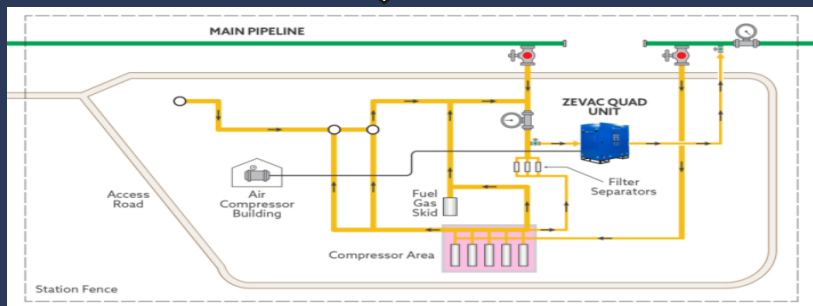 MAIN PIPELINE
ZEVAC QUAD
UNIT
Access
Road
Air
Compressor
Building
Fuel
Gas
Skid
Filter
Separators
Compressor Area
Station Fence